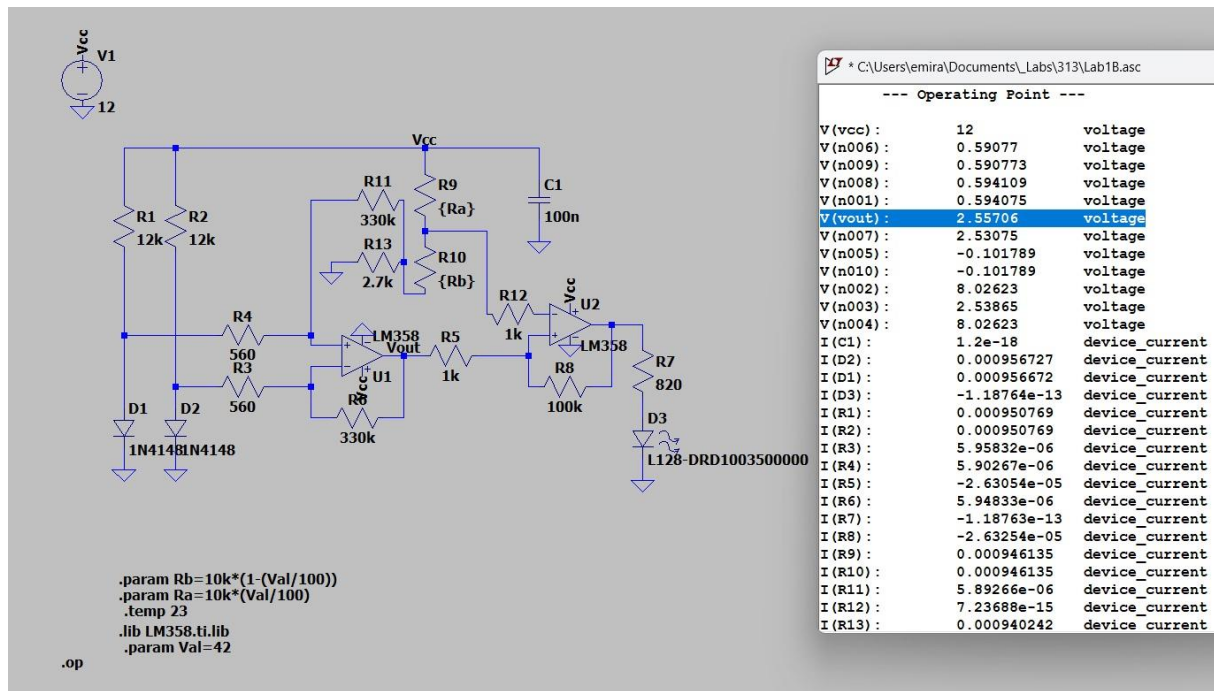 Vcc
V1
12
Vcc
R11
330k
R9
{Ra}
C1
100n
R1
12k
R2
12k
R13
2.7k
R10
{Rb}
R12
1k
Vcc
U2
LM358
R4
560
R3
560
LM358
Vout
U1
Vcc
R5
1k
R6
330k
R8
100k
R7
820
D1
1N4148
D2
1N4148
D3
L128-DRD1003500000
.param Rb=10k*(1-(Val/100))
.param Ra=10k*(Val/100)
.temp 23
.lib LM358.ti.lib
.param Val=42
.op
* C:\Users\emira\Documents\_Labs\313\Lab1B.asc
--- Operating Point ---
V(vcc): 12 voltage
V(n006): 0.59077 voltage
V(n009): 0.590773 voltage
V(n008): 0.594109 voltage
V(n001): 0.594075 voltage
V(vout): 2.55706 voltage
V(n007): 2.53075 voltage
V(n005): -0.101789 voltage
V(n010): -0.101789 voltage
V(n002): 8.02623 voltage
V(n003): 2.53865 voltage
V(n004): 8.02623 voltage
I(C1): 1.2e-18 device_current
I(D2): 0.000956727 device_current
I(D1): 0.000956672 device_current
I(D3): -1.18764e-13 device_current
I(R1): 0.000950769 device_current
I(R2): 0.000950769 device_current
I(R3): 5.95832e-06 device_current
I(R4): 5.90267e-06 device_current
I(R5): -2.63054e-05 device_current
I(R6): 5.94833e-06 device_current
I(R7): -1.18763e-13 device_current
I(R8): -2.63254e-05 device_current
I(R9): 0.000946135 device_current
I(R10): 0.000946135 device_current
I(R11): 5.89266e-06 device_current
I(R12): 7.23688e-15 device_current
I(R13): 0.000940242 device_current